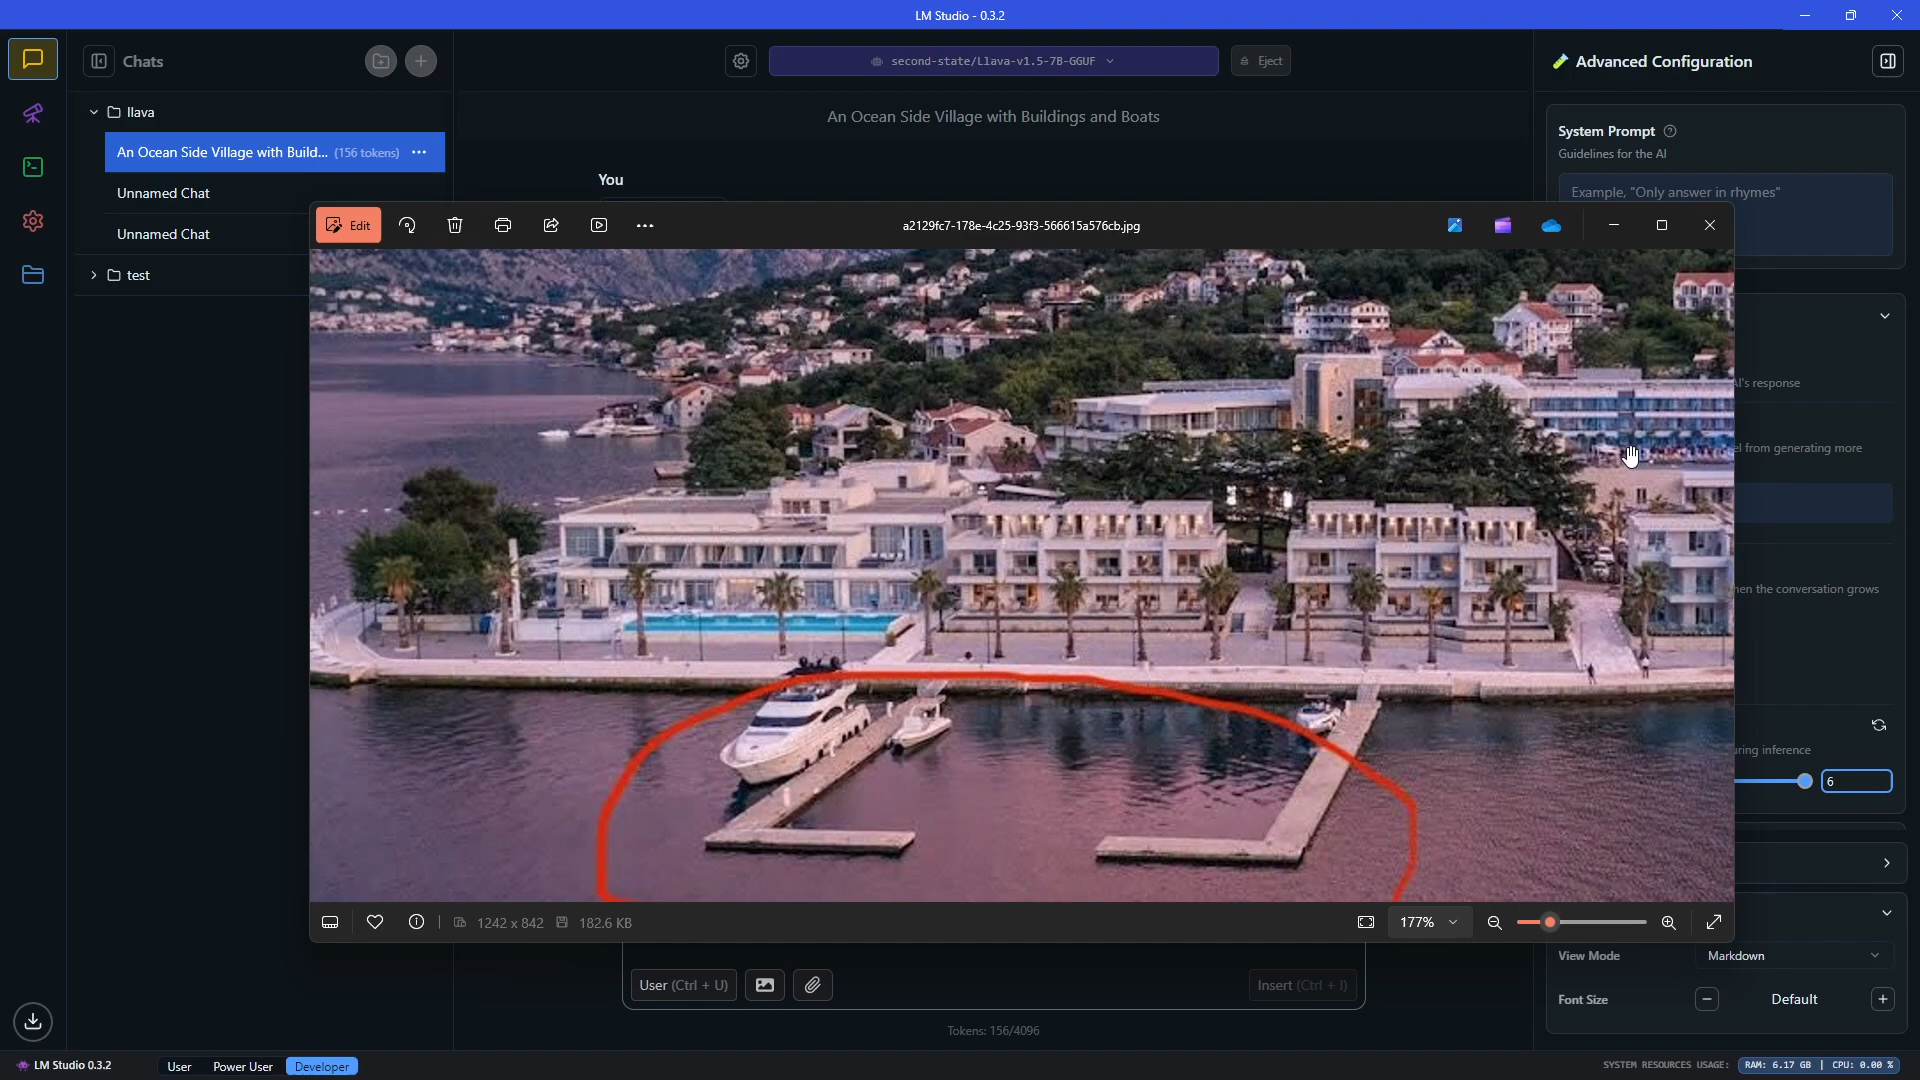 LM Studio - 0.3.2
Chats
second-state/Llava-v1.5-7B-GGUF
Eject
Advanced Configuration
llava
An Ocean Side Village with Build... (156 tokens)
Unnamed Chat
Unnamed Chat
test
An Ocean Side Village with Buildings and Boats
You
System Prompt
Guidelines for the AI
Example, "Only answer in rhymes"
Edit
a2129fc7-178e-4c25-93f3-566615a576cb.jpg
AI's response
from generating more
the conversation grows
inference
6
1242 x 842
182.6 KB
177%
View Mode
Markdown
Font Size
Default
User (Ctrl + U)
Insert (Ctrl + I)
Tokens: 156/4096
LM Studio 0.3.2
User
Power User
Developer
SYSTEM RESOURCES USAGE:
RAM: 6.17 GB | CPU: 0.00 %